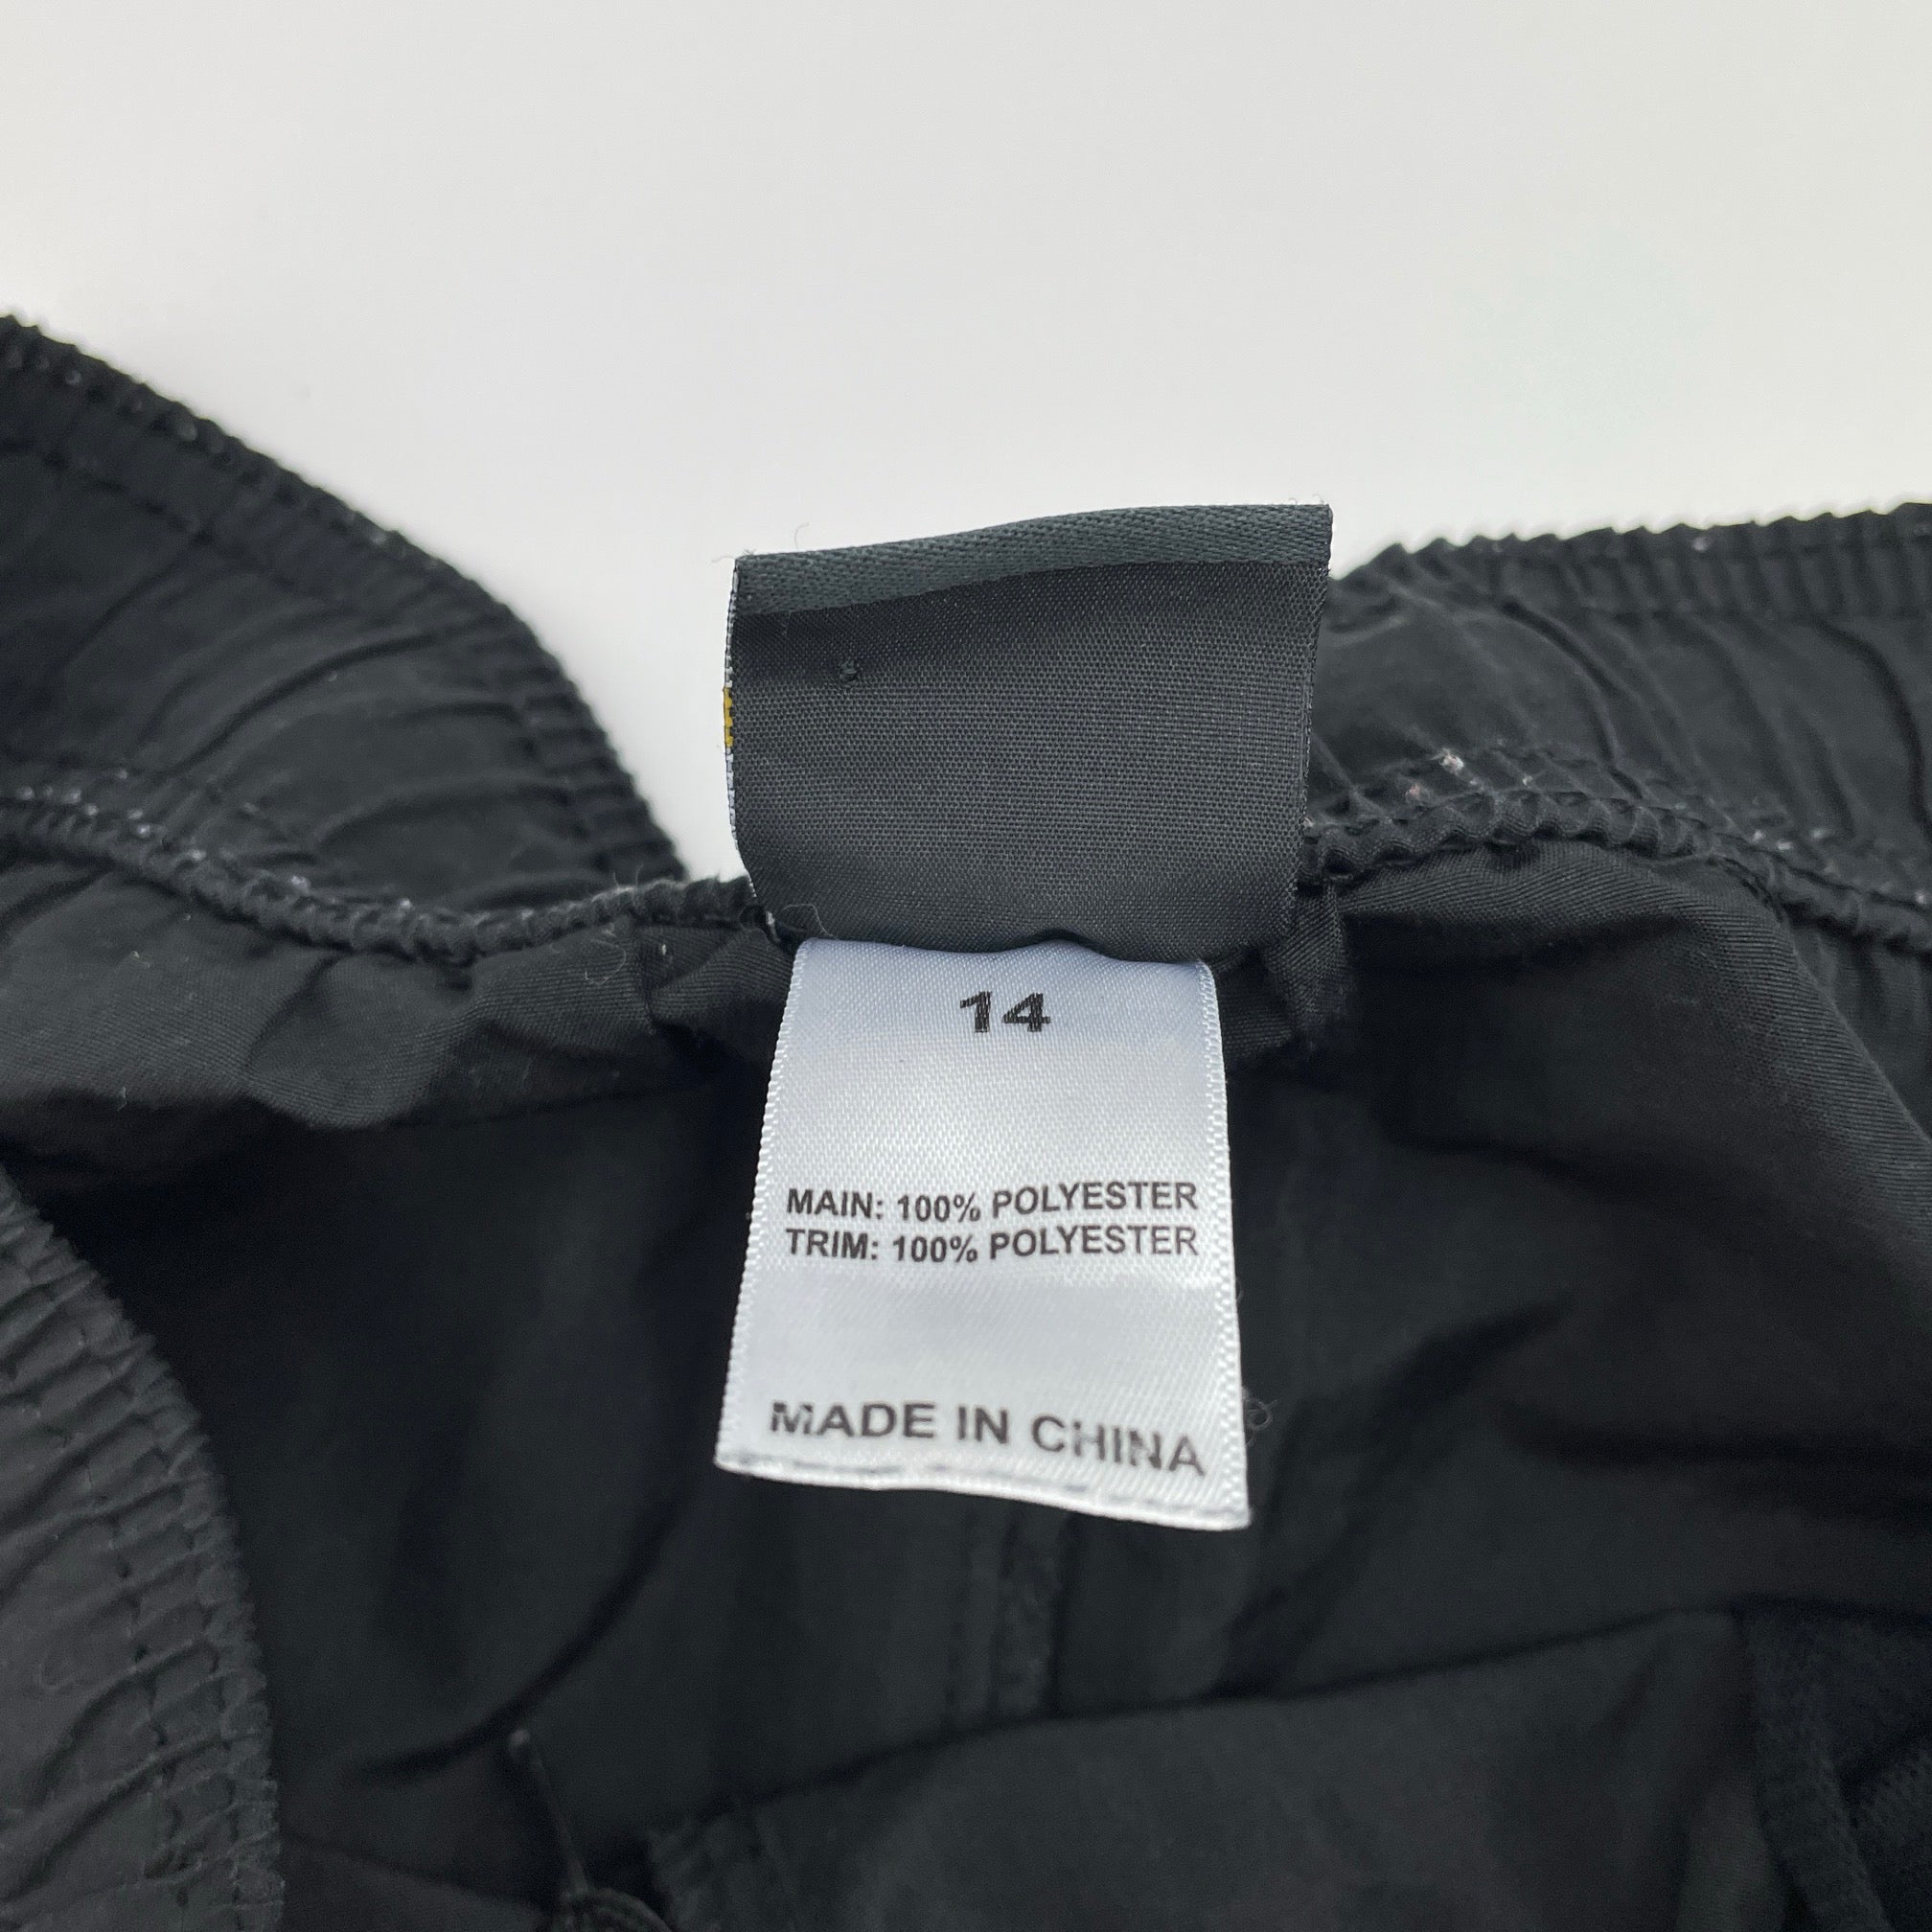 14
MAIN: 100% POLYESTER
TRIM: 100% POLYESTER
MADE IN CHINA